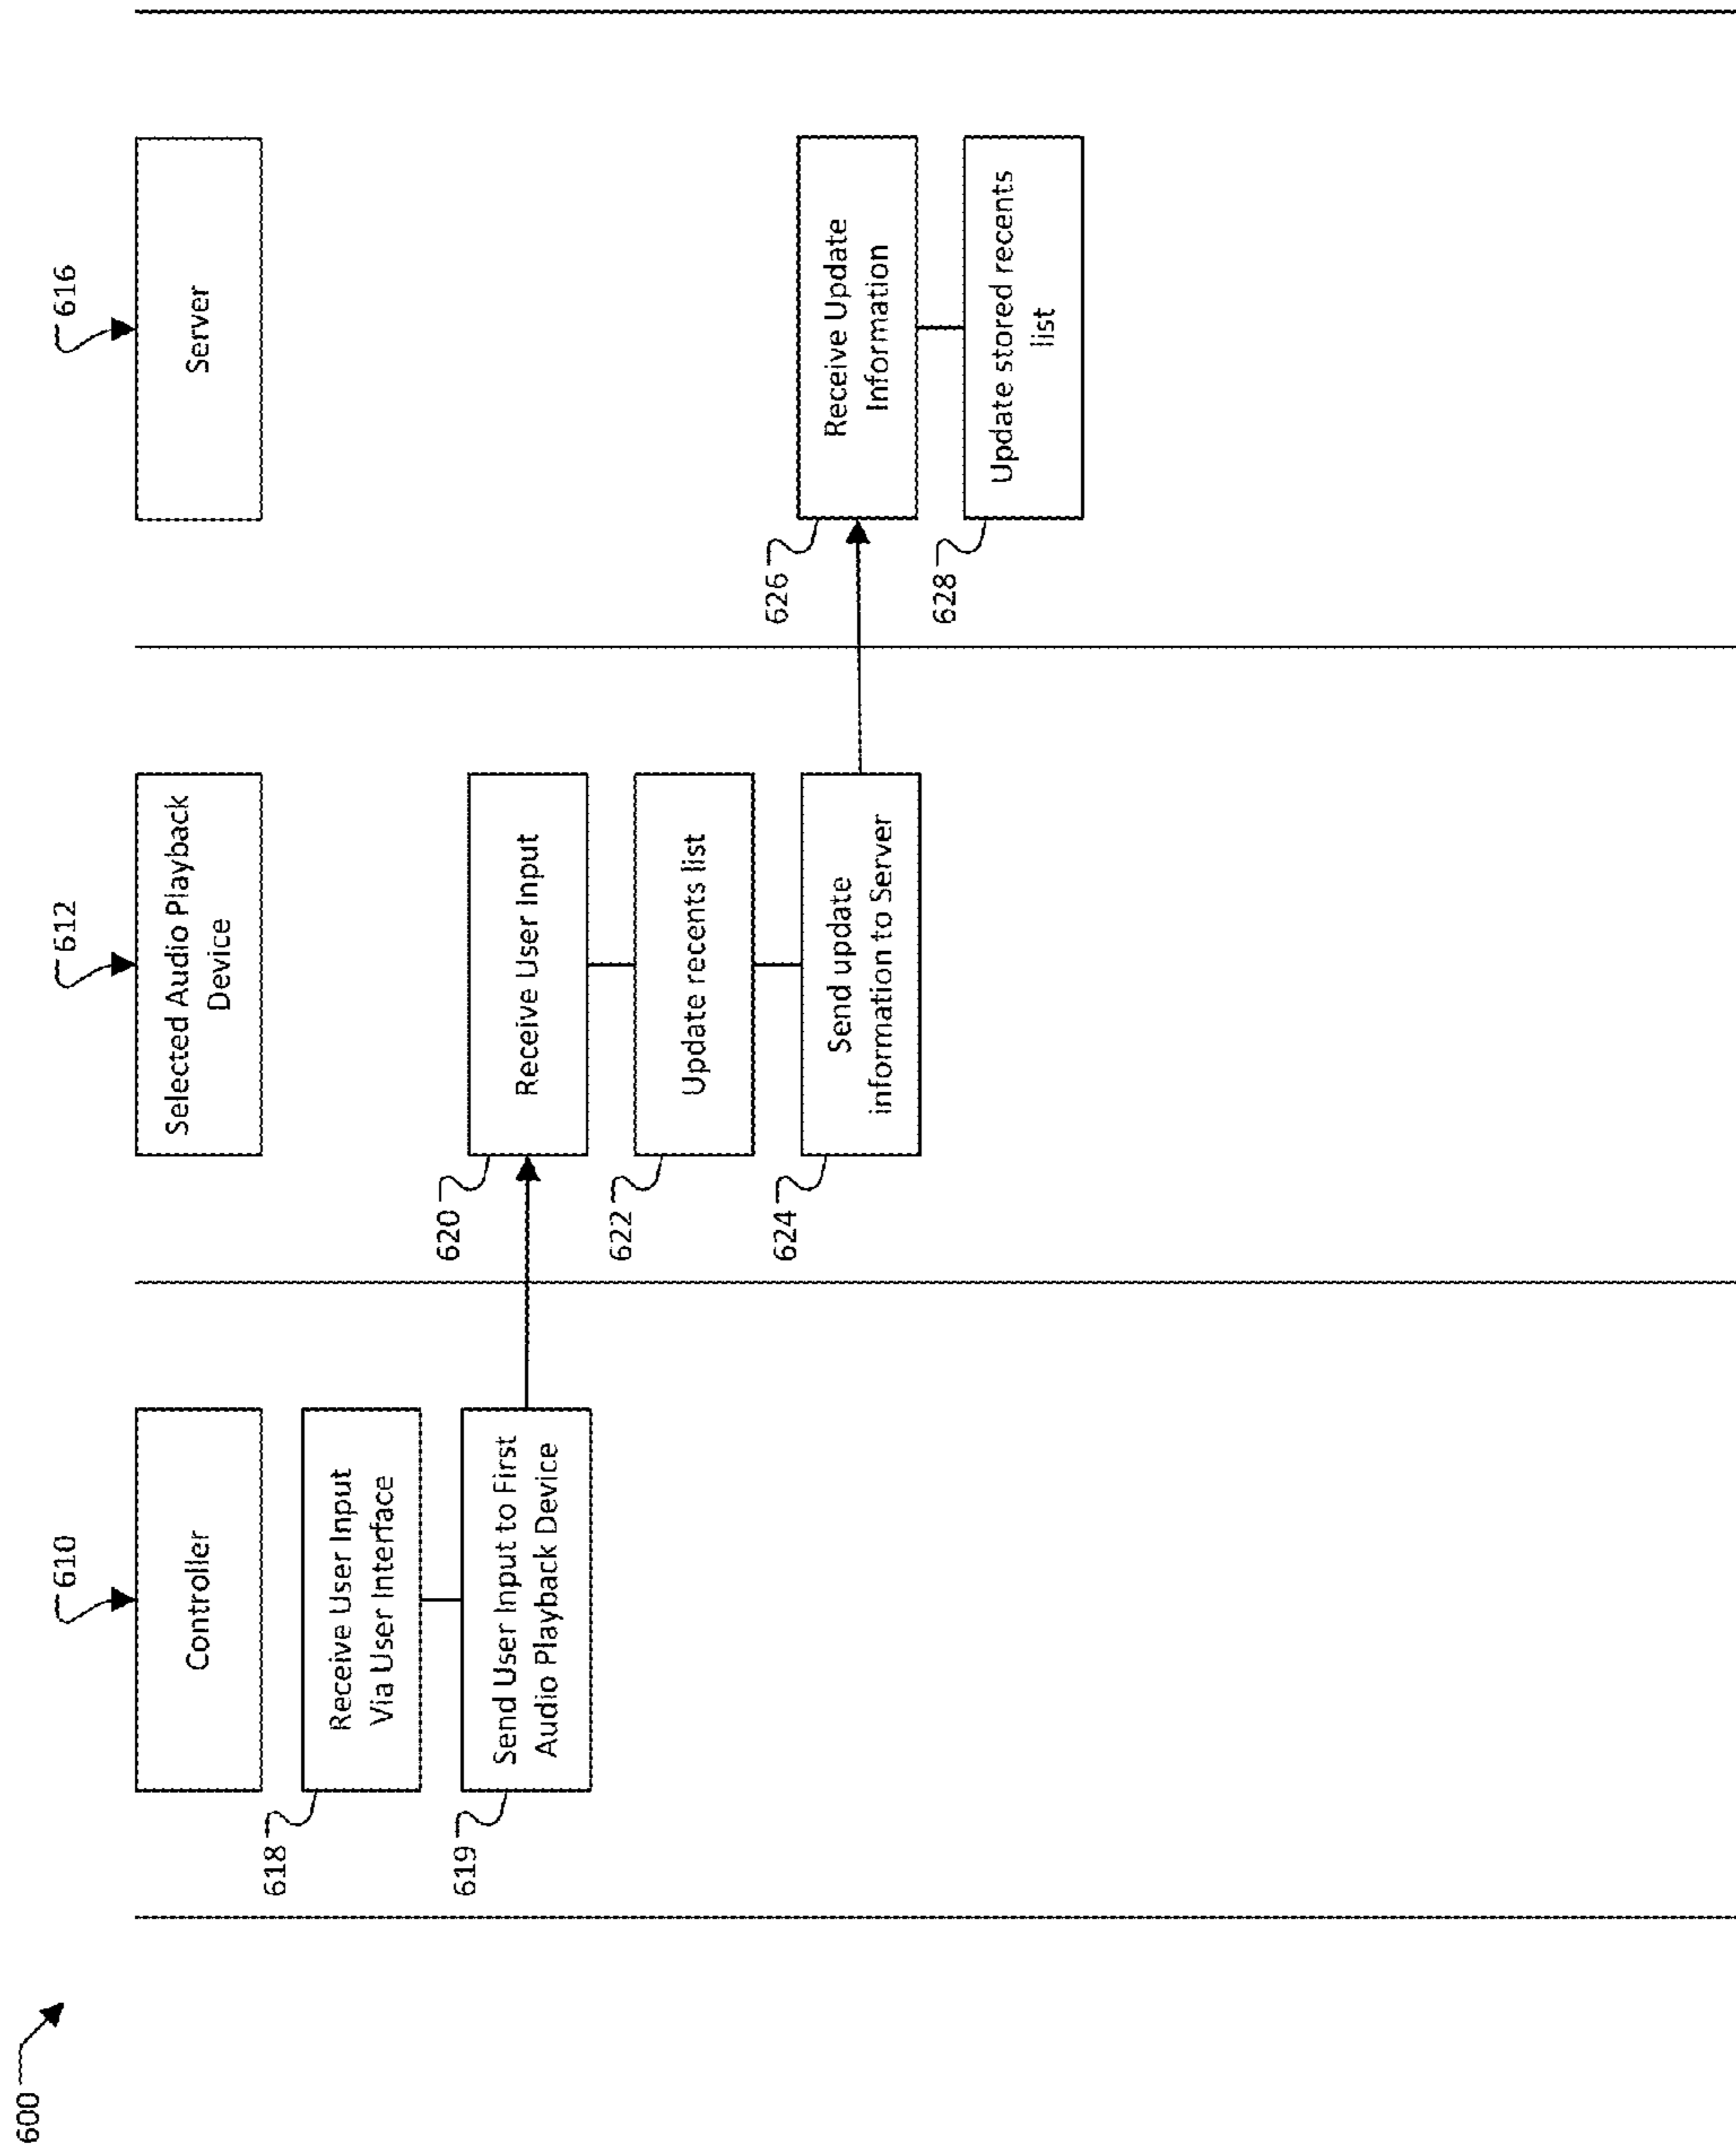 600
610
Controller
612
Selected Audio Playback
Device
616
Server
618
Receive User Input
Via User Interface
619
Send User Input to First
Audio Playback Device
620
Receive User Input
622
Update recents list
624
Send update
information to Server
626
Receive Update
Information
628
Update stored recents
list